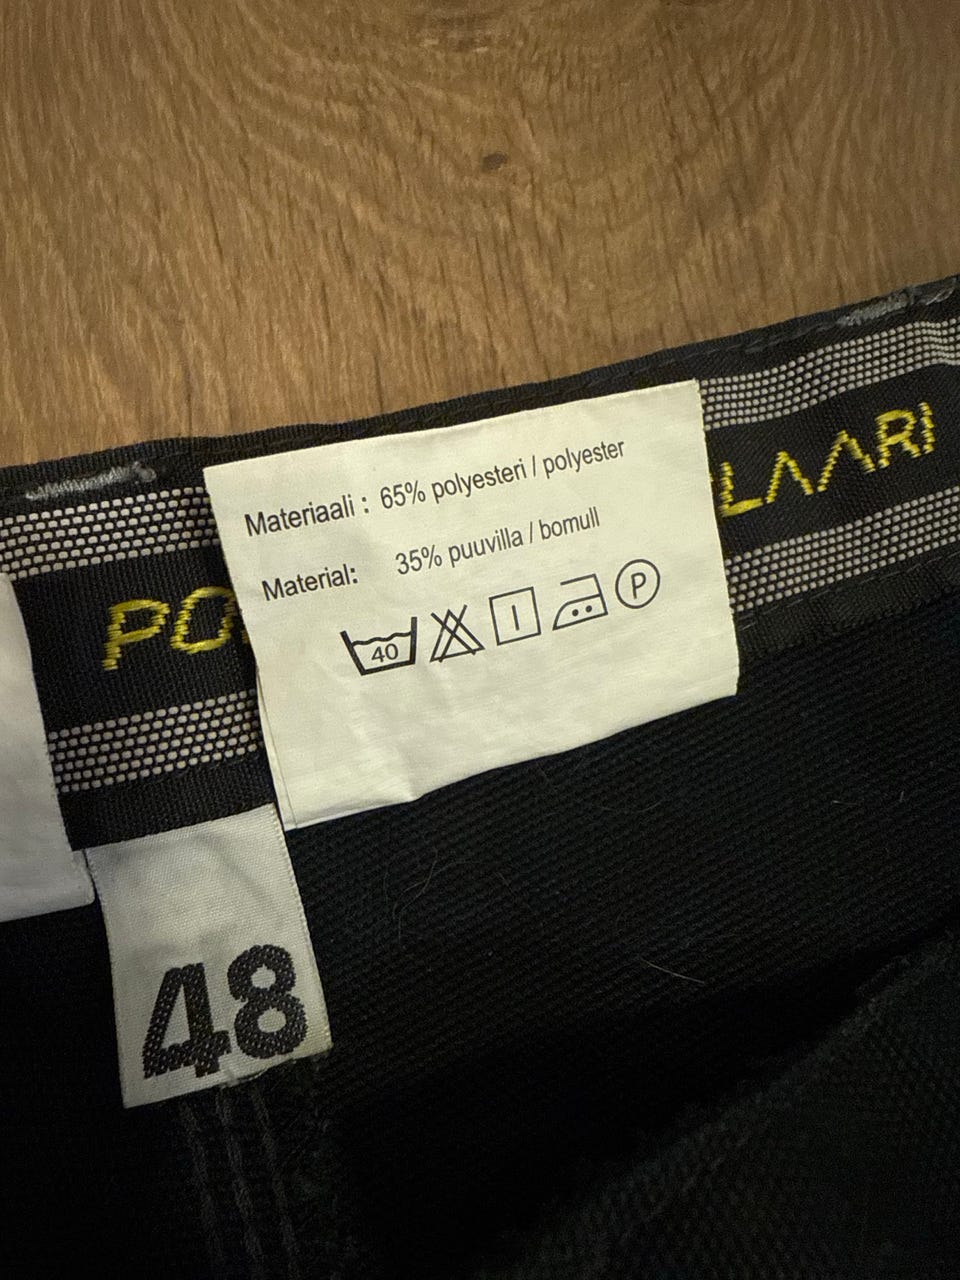 Materiaali : 65% polyesteri / polyester
Material: 35% puuvilla / bomull
40 P
48